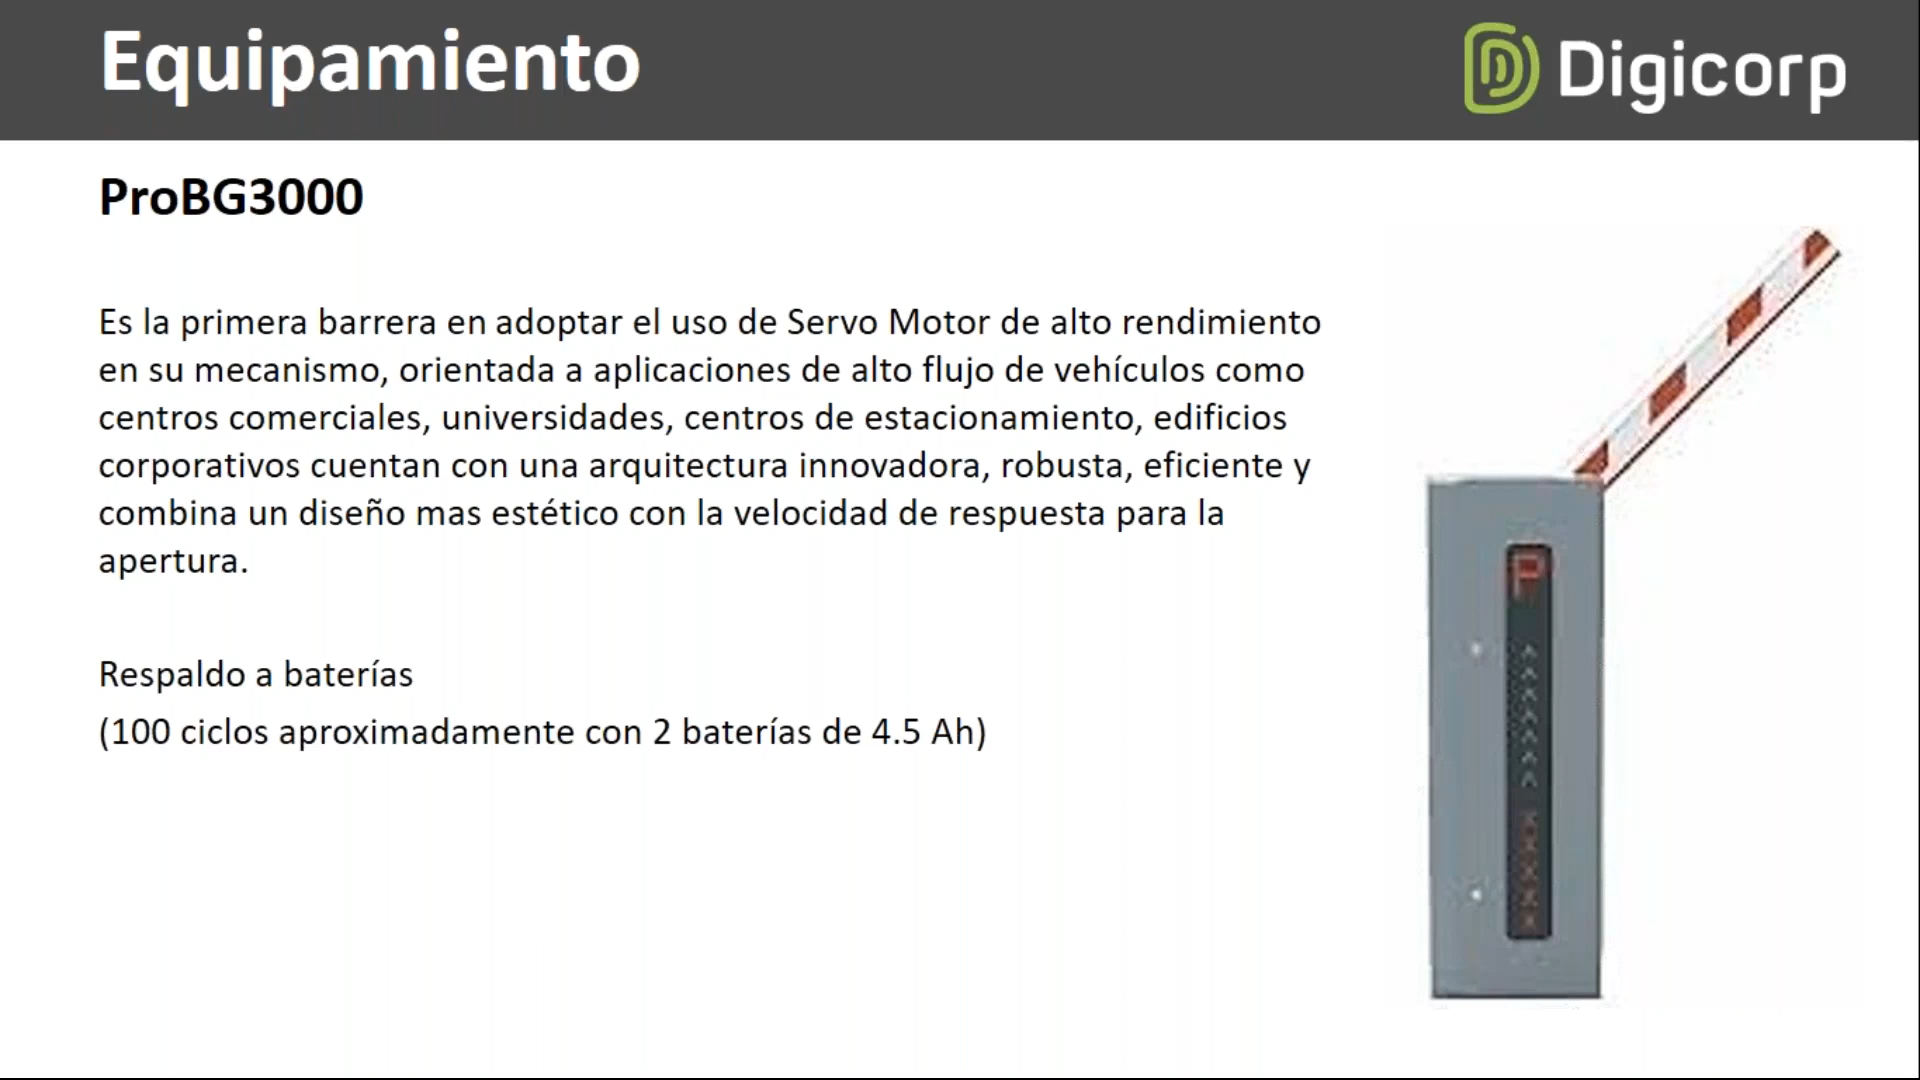 Equipamiento
Digicorp
ProBG3000
Es la primera barrera en adoptar el uso de Servo Motor de alto rendimiento
en su mecanismo, orientada a aplicaciones de alto flujo de vehículos como
centros comerciales, universidades, centros de estacionamiento, edificios
corporativos cuentan con una arquitectura innovadora, robusta, eficiente y
combina un diseño mas estético con la velocidad de respuesta para la
apertura.
Respaldo a baterías
(100 ciclos aproximadamente con 2 baterías de 4.5 Ah)
P